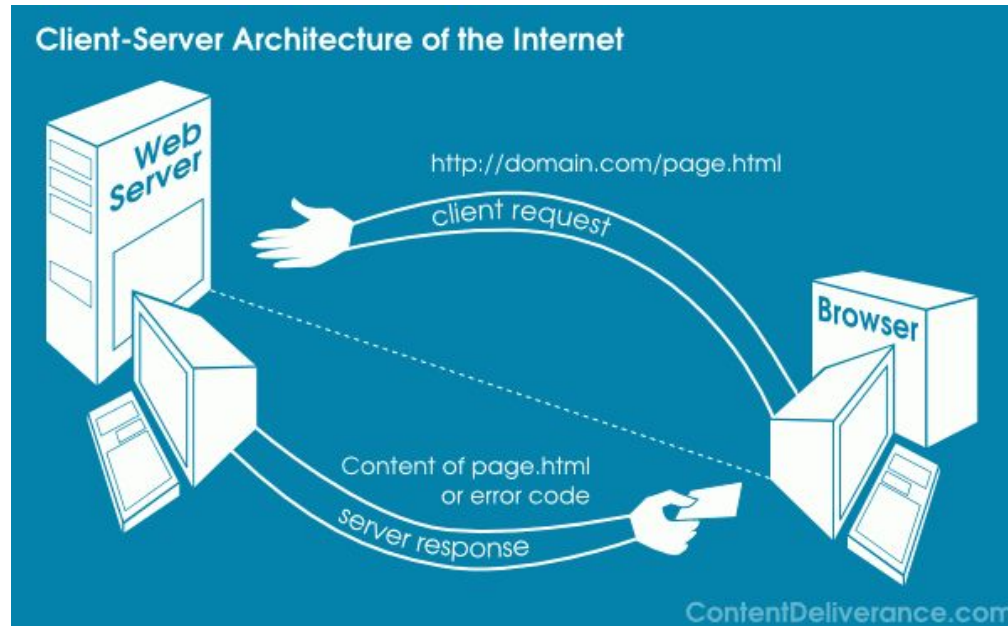 Client-Server Architecture of the Internet
Web
Server
http://domain.com/page.html
client request
Browser
Content of page.html
or error code
server response
ContentDeliverance.com